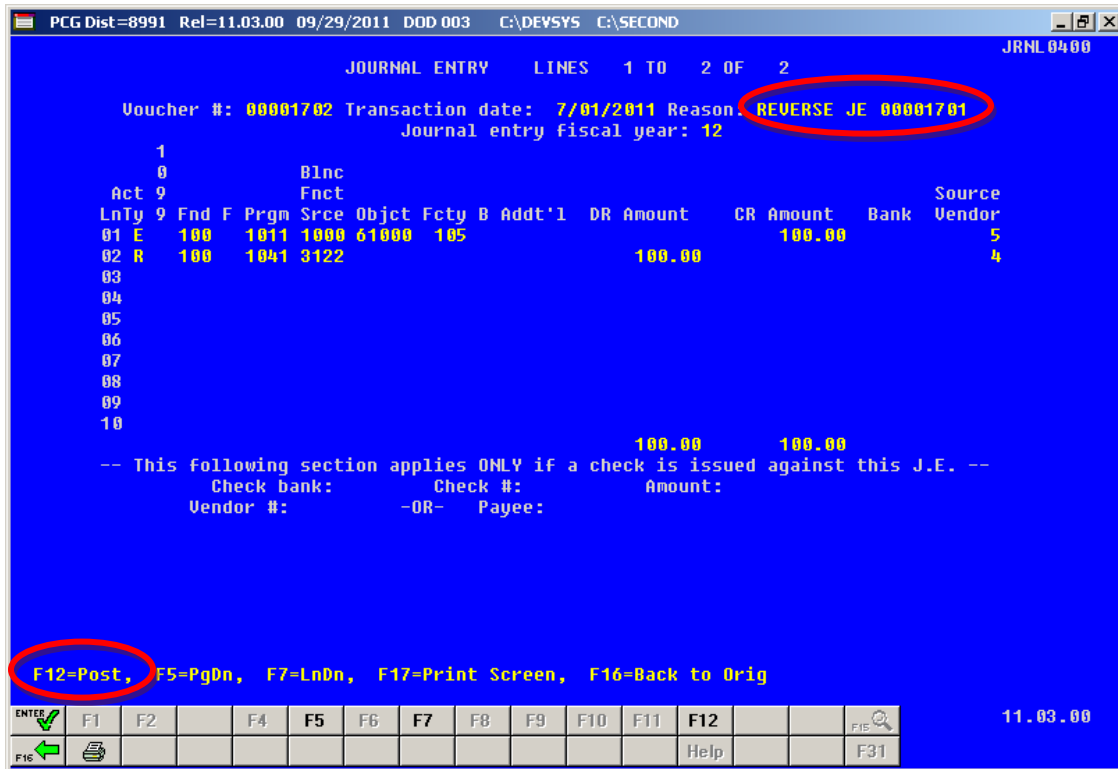 PCG Dist=8991 Rel=11.03.00 09/29/2011 DOD 003 C:\DEVSYS C:\SECOND
JRNL0400
JOURNAL ENTRY LINES 1 TO 2 OF 2
Voucher #: 00001702 Transaction date: 7/01/2011 Reason: REVERSE JE 00001701
Journal entry fiscal year: 12
1
0 Blnc
Act 9 Fnct Source
LnTy 9 Fnd F Prgm Srce Objct Fcty B Addt'l DR Amount CR Amount Bank Vendor
01 E 100 1011 1000 61000 105 100.00 5
02 R 100 1041 3122 100.00 4
03
04
05
06
07
08
09
10
100.00 100.00
-- This following section applies ONLY if a check is issued against this J.E. --
Check bank: Check #: Amount:
Vendor #: -OR- Payee:
F12=Post, F5=PgDn, F7=LnDn, F17=Print Screen, F16=Back to Orig
ENTER F1 F2 F4 F5 F6 F7 F8 F9 F10 F11 F12 F15 11.03.00
F16 Help F31